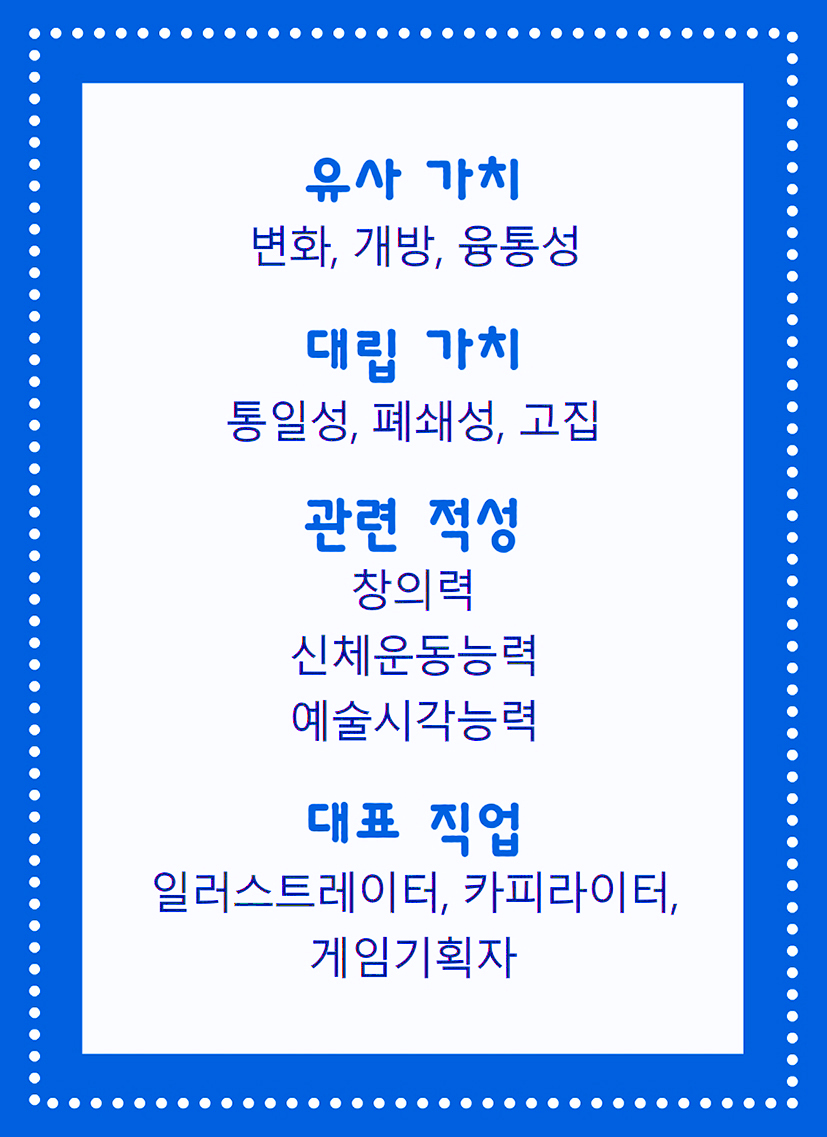 유사 가치
변화, 개방, 융통성
대립 가치
통일성, 폐쇄성, 고집
관련 적성
창의력
신체운동능력
예술시각능력
대표 직업
일러스트레이터, 카피라이터,
게임기획자